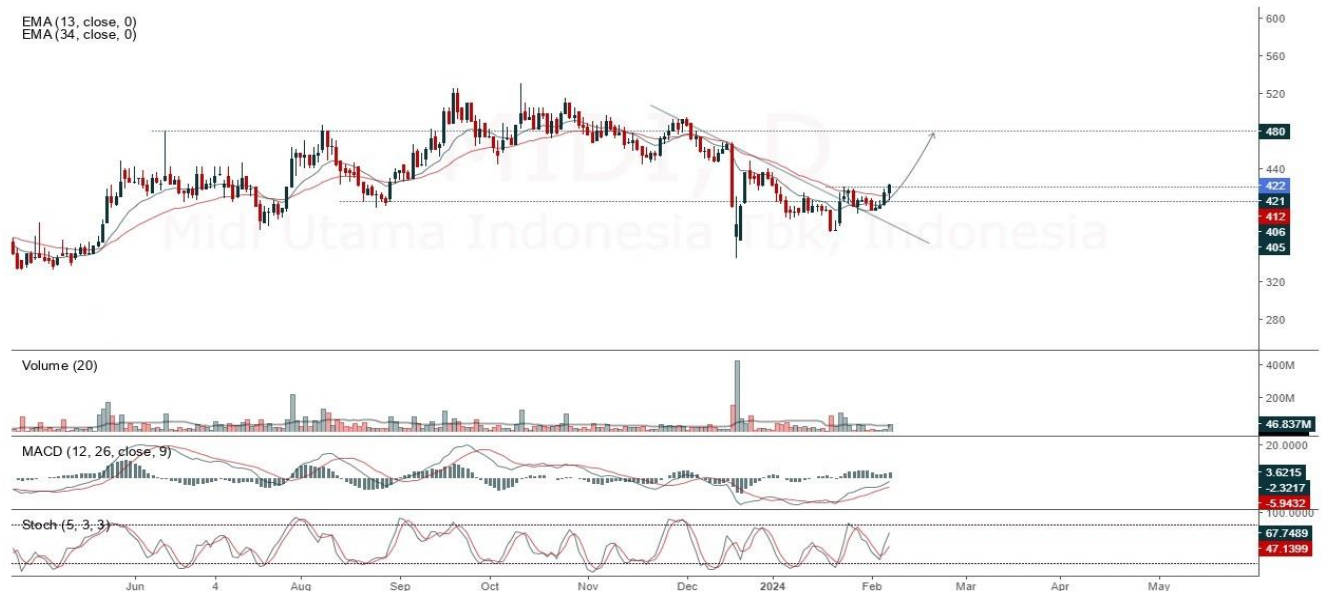 EMA (13, close, 0)
EMA (34, close, 0)
MIDI, D
Midi Utama Indonesia Tbk, Indonesia
600
560
520
480
440
422
421
412
406
405
320
280
Volume (20)
400M
200M
46.837M
MACD (12, 26, close, 9)
20.0000
3.6215
-2.3217
-5.9432
Stoch (5, 3, 3)
100.0000
67.7489
47.1399
Jun 4 Aug Sep Oct Nov Dec 2024 Feb Mar Apr May